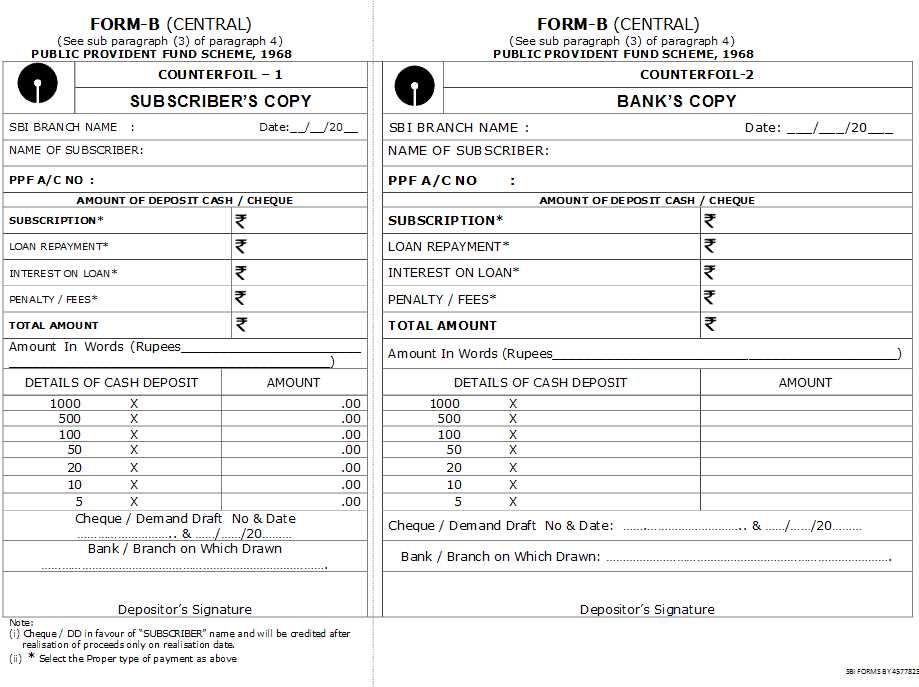 FORM-B (CENTRAL)
(See sub paragraph (3) of paragraph 4)
PUBLIC PROVIDENT FUND SCHEME, 1968
COUNTERFOIL – 1
SUBSCRIBER'S COPY
SBI BRANCH NAME : Date:__/__/20__
NAME OF SUBSCRIBER:
PPF A/C NO :
AMOUNT OF DEPOSIT CASH / CHEQUE
SUBSCRIPTION* ₹
LOAN REPAYMENT* ₹
INTEREST ON LOAN* ₹
PENALTY / FEES* ₹
TOTAL AMOUNT ₹
Amount In Words (Rupees______________________
________________________________________)
DETAILS OF CASH DEPOSIT AMOUNT
1000 X .00
500 X .00
100 X .00
50 X .00
20 X .00
10 X .00
5 X .00
Cheque / Demand Draft No & Date
……………………….. & ……/……/20………
Bank / Branch on Which Drawn
……………………………………………………………………….
Depositor's Signature
Note:
(i) Cheque / DD in favour of "SUBSCRIBER" name and will be credited after
realisation of proceeds only on realisation date.
(ii) * Select the Proper type of payment as above
FORM-B (CENTRAL)
(See sub paragraph (3) of paragraph 4)
PUBLIC PROVIDENT FUND SCHEME, 1968
COUNTERFOIL-2
BANK'S COPY
SBI BRANCH NAME : Date: ___/___/20___
NAME OF SUBSCRIBER:
PPF A/C NO :
AMOUNT OF DEPOSIT CASH / CHEQUE
SUBSCRIPTION* ₹
LOAN REPAYMENT* ₹
INTEREST ON LOAN* ₹
PENALTY / FEES* ₹
TOTAL AMOUNT ₹
Amount In Words (Rupees___________________________________________)
DETAILS OF CASH DEPOSIT AMOUNT
1000 X
500 X
100 X
50 X
20 X
10 X
5 X
Cheque / Demand Draft No & Date: …………………………….. & ……/……/20………
Bank / Branch on Which Drawn: ……………………………………………………………………….
Depositor's Signature
SBI FORMS BY 4577823